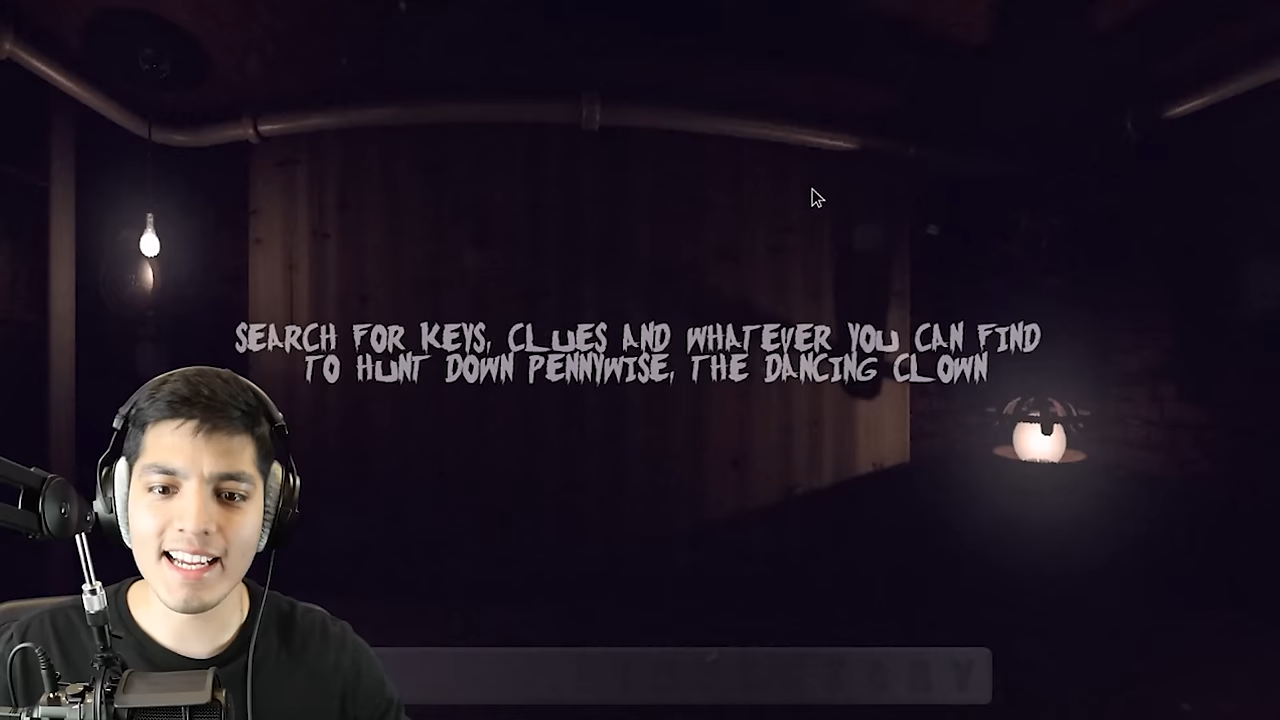 SEARCH FOR KEYS, CLUES AND WHATEVER YOU CAN FIND
TO HUNT DOWN PENNYWISE, THE DANCING CLOWN